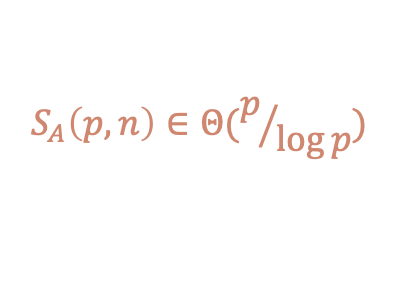 S_A(p, n) ∈ Θ(p/log p)